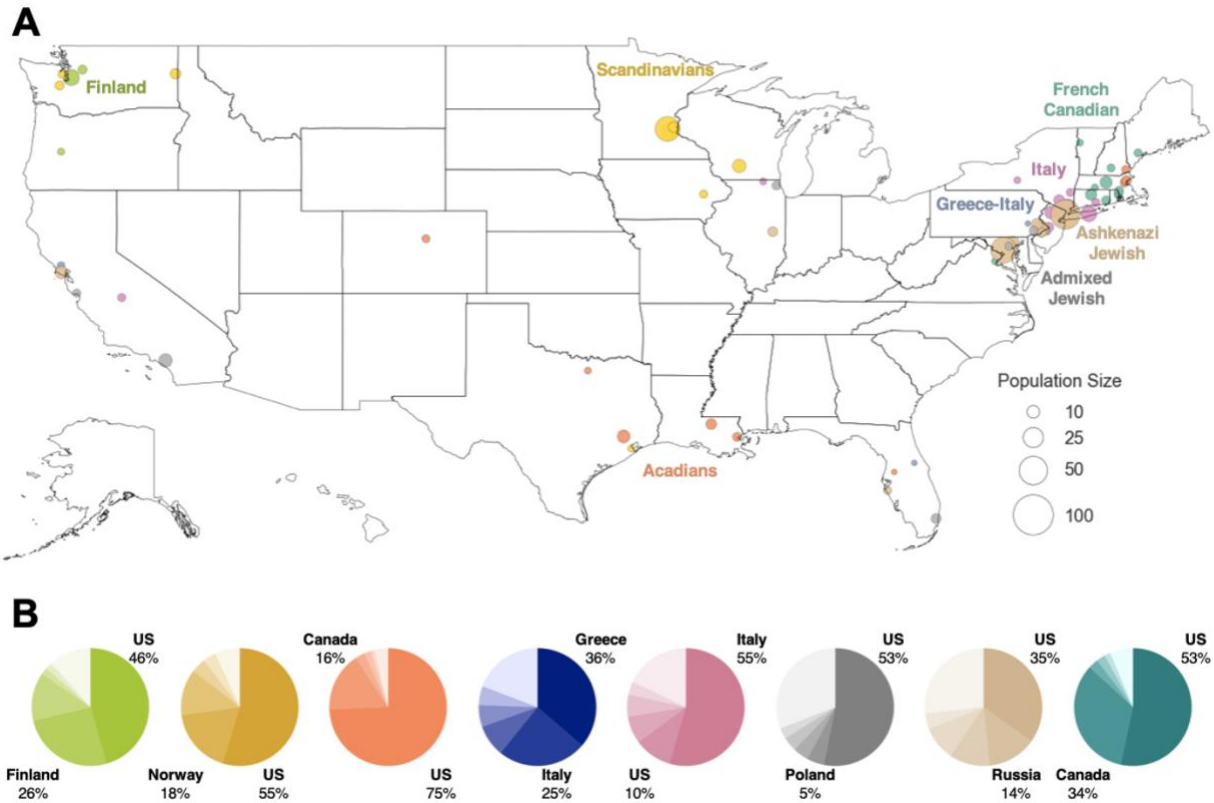 A
Finland
Scandinavians
French
Canadian
Italy
Greece-Italy
Ashkenazi
Jewish
Admixed
Jewish
Acadians
Population Size
10
25
50
100
B
US
46%
Finland
26%
Norway
18%
US
55%
Canada
16%
US
75%
Greece
36%
Italy
25%
Italy
55%
US
10%
US
53%
Poland
5%
US
35%
Russia
14%
US
53%
Canada
34%